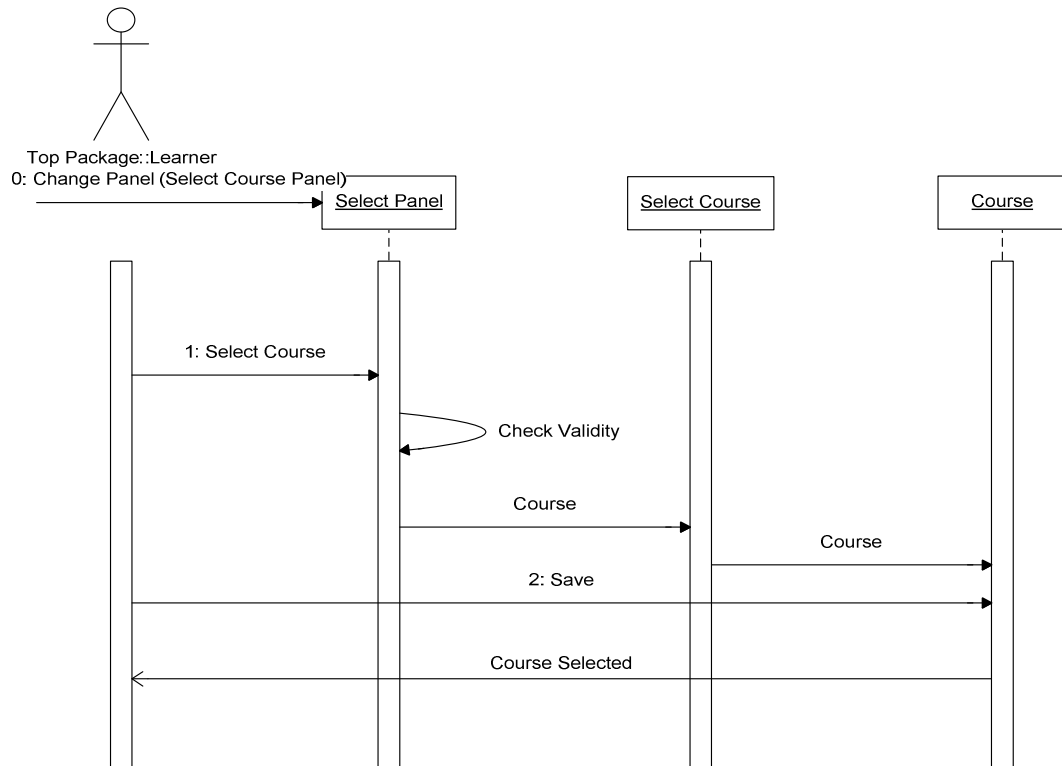 Top Package::Learner
0: Change Panel (Select Course Panel)
Select Panel
Select Course
Course
1: Select Course
Check Validity
Course
Course
2: Save
Course Selected